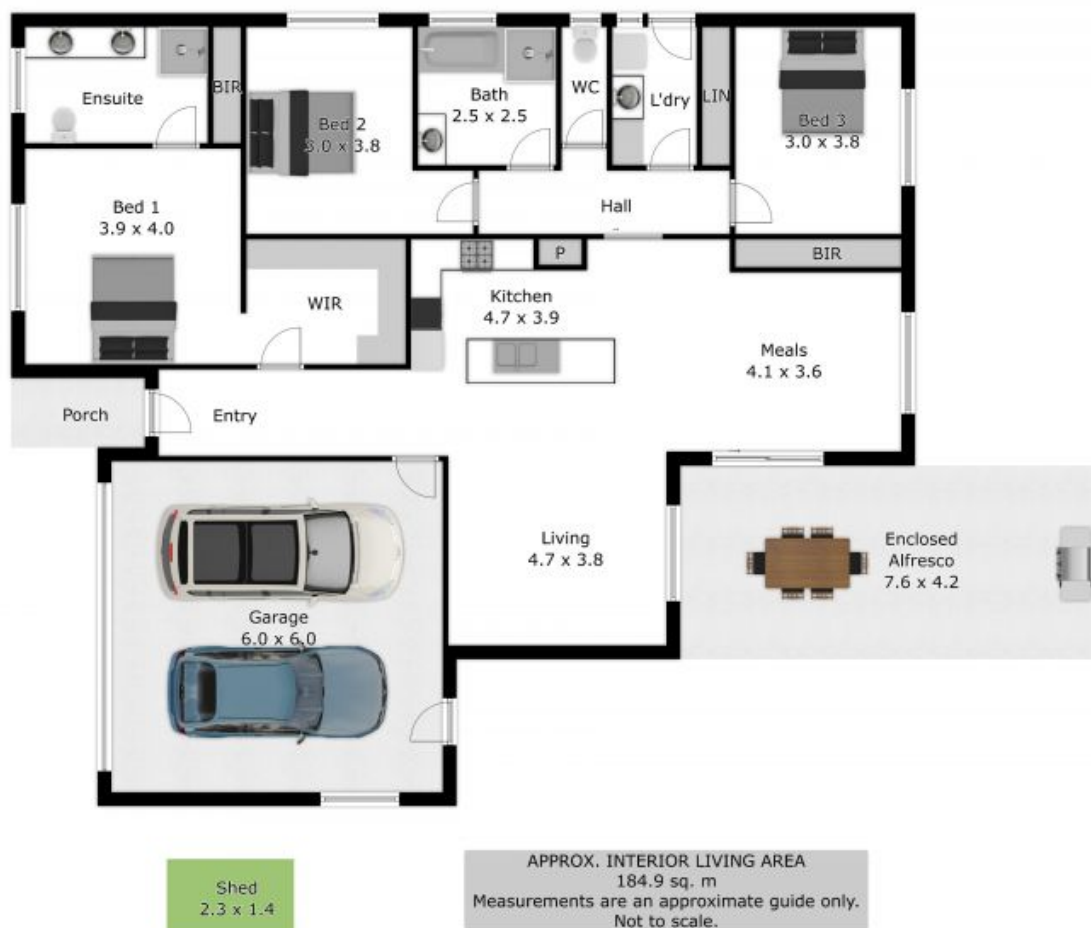 Ensuite
BIR
Bed 2
3.0 x 3.8
Bath
2.5 x 2.5
WC
L'dry
LIN
Bed 3
3.0 x 3.8
Bed 1
3.9 x 4.0
Hall
WIR
P
BIR
Kitchen
4.7 x 3.9
Meals
4.1 x 3.6
Porch
Entry
Living
4.7 x 3.8
Enclosed
Alfresco
7.6 x 4.2
Garage
6.0 x 6.0
Shed
2.3 x 1.4
APPROX. INTERIOR LIVING AREA
184.9 sq. m
Measurements are an approximate guide only.
Not to scale.